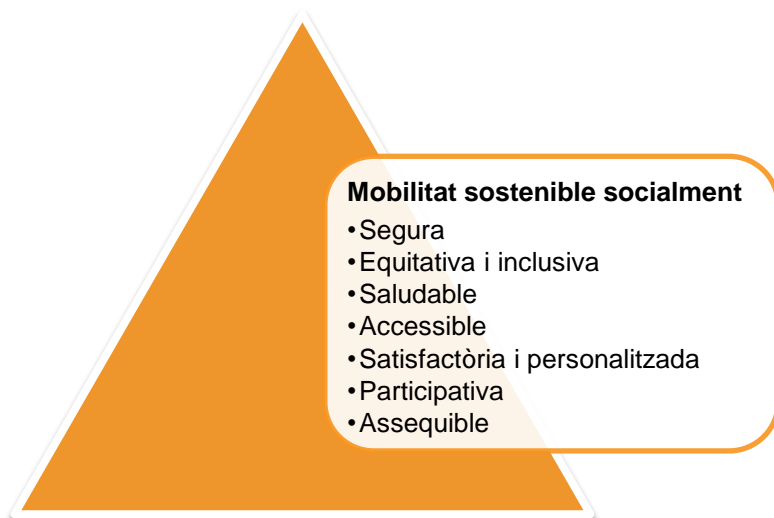 Mobilitat sostenible socialment
•Segura
•Equitativa i inclusiva
•Saludable
•Accessible
•Satisfactòria i personalitzada
•Participativa
•Assequible